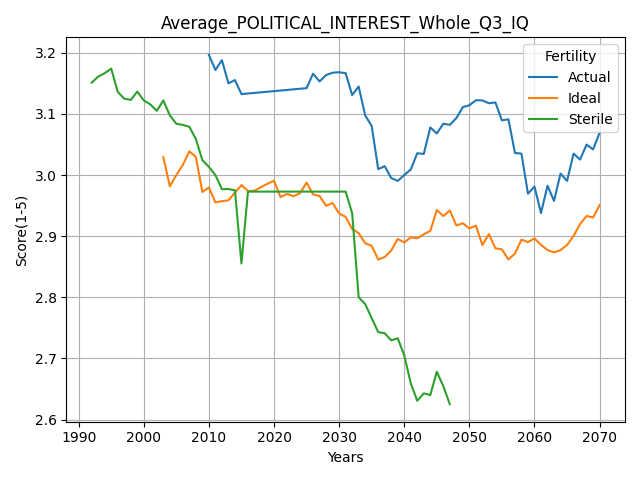 Average_POLITICAL_INTEREST_Whole_Q3_IQ
Fertility
Actual
Ideal
Sterile
Score(1-5)
3.2
3.1
3.0
2.9
2.8
2.7
2.6
1990 2000 2010 2020 2030 2040 2050 2060 2070
Years